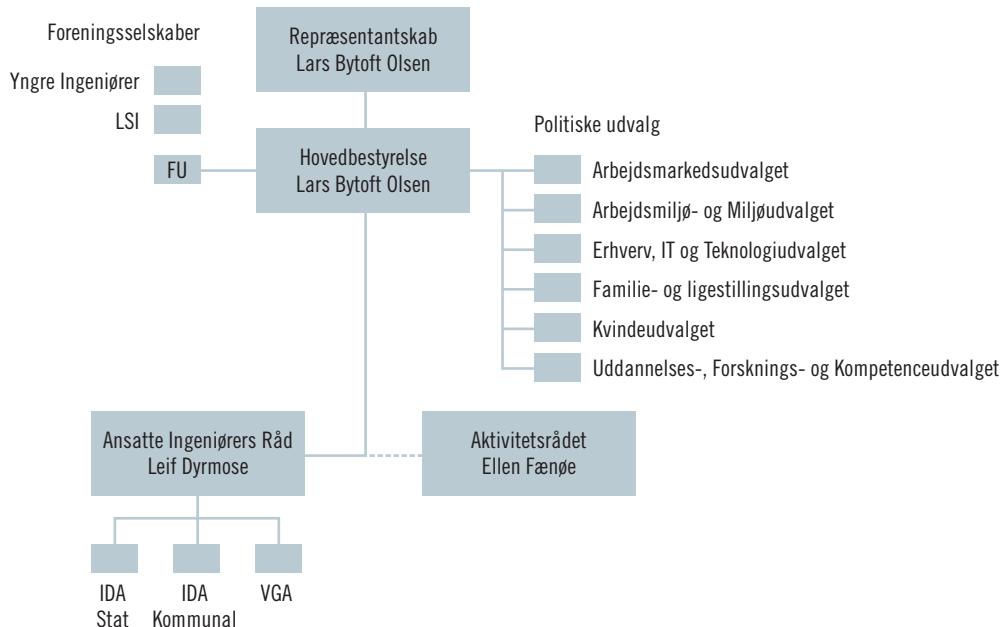 Foreningsselskaber
Yngre Ingeniører
LSI
FU
Repræsentantskab
Lars Bytoft Olsen
Hovedbestyrelse
Lars Bytoft Olsen
Politiske udvalg
Arbejdsmarkedsudvalget
Arbejdsmiljø- og Miljøudvalget
Erhverv, IT og Teknologiudvalget
Familie- og ligestillingsudvalget
Kvindeudvalget
Uddannelses-, Forsknings- og Kompetenceudvalget
Ansatte Ingeniørers Råd
Leif Dyrmose
Aktivitetsrådet
Ellen Fænøe
IDA
Stat
IDA
Kommunal
VGA